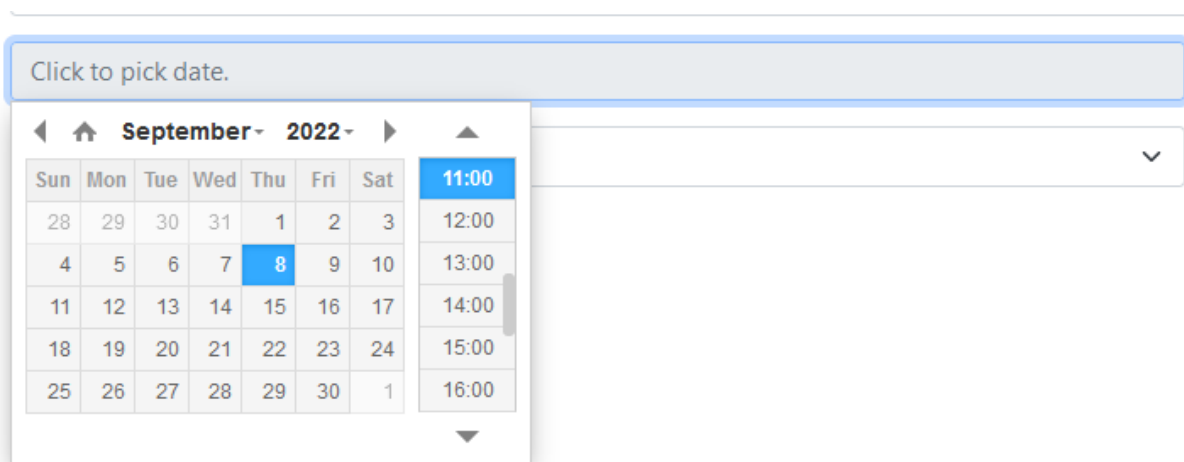 Click to pick date.
September 2022
Sun Mon Tue Wed Thu Fri Sat
28 29 30 31 1 2 3
4 5 6 7 8 9 10
11 12 13 14 15 16 17
18 19 20 21 22 23 24
25 26 27 28 29 30 1
11:00
12:00
13:00
14:00
15:00
16:00